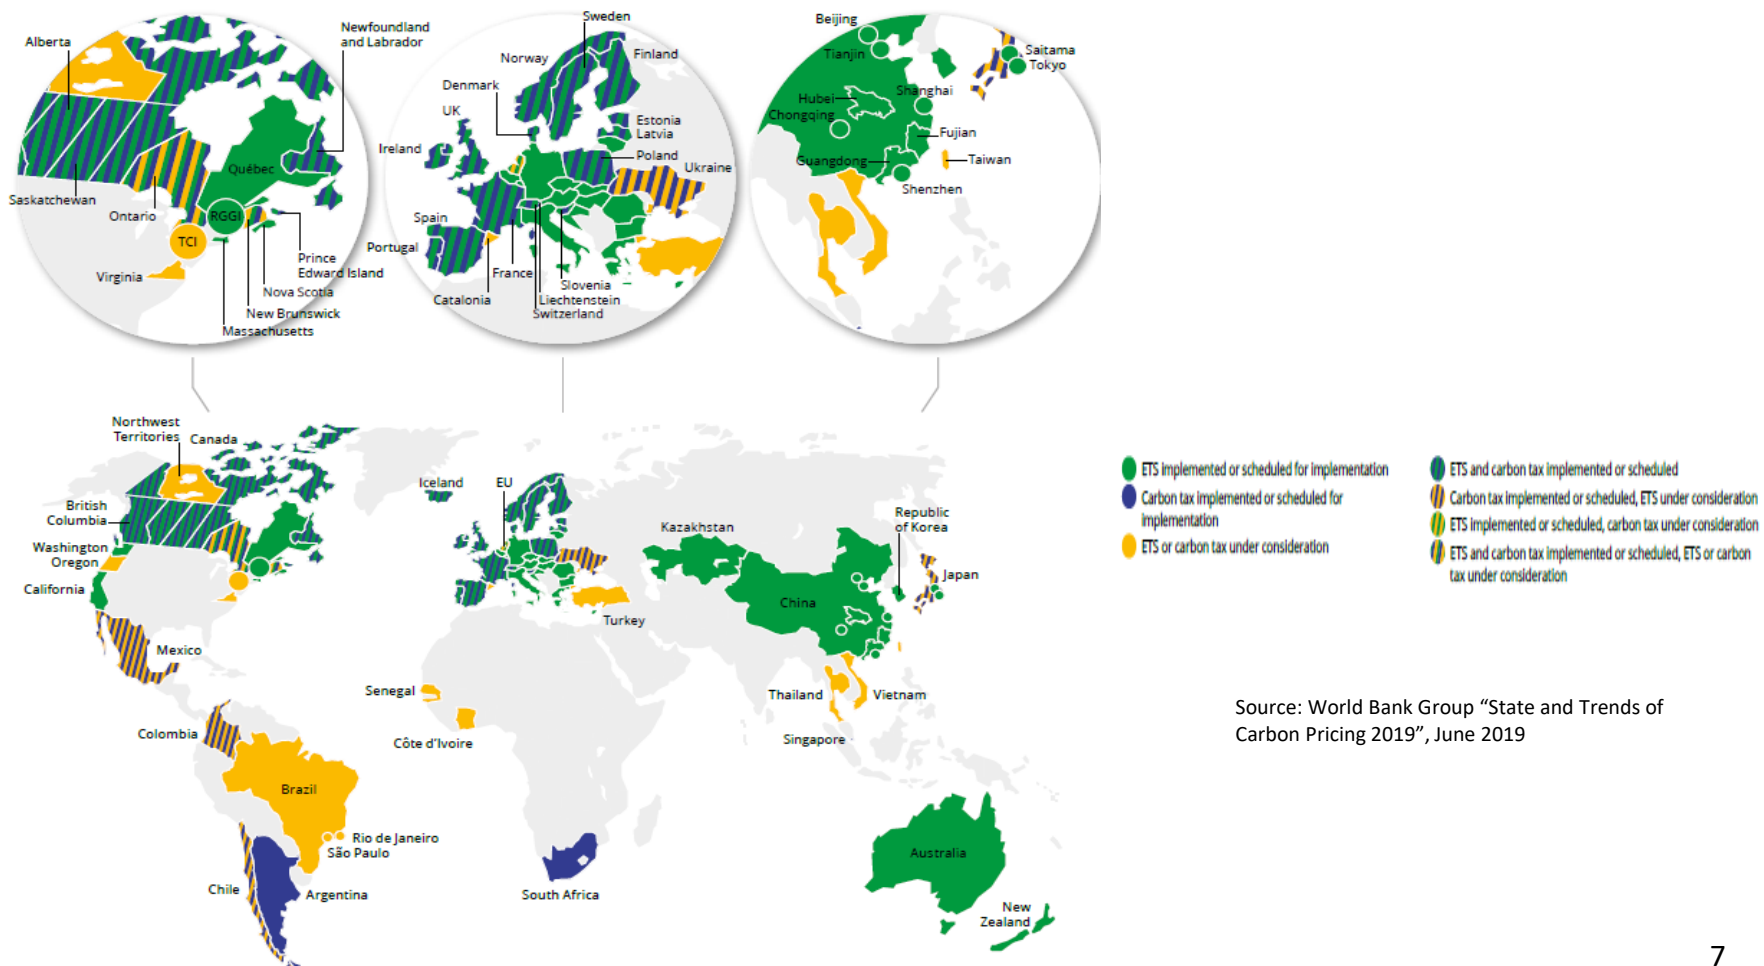 Alberta
Newfoundland
and Labrador
Québec
Saskatchewan
Ontario
RGGI
TCI
Virginia
Prince
Edward Island
Nova Scotia
New Brunswick
Massachusetts
Sweden
Norway
Finland
Denmark
UK
Ireland
Estonia
Latvia
Poland
Ukraine
Spain
Portugal
France
Catalonia
Slovenia
Liechtenstein
Switzerland
Beijing
Tianjin
Saitama
Tokyo
Hubei
Shanghai
Chongqing
Fujian
Guangdong
Taiwan
Shenzhen
Northwest
Territories
Canada
British
Columbia
Washington
Oregon
California
Mexico
Colombia
Brazil
Rio de Janeiro
São Paulo
Chile
Argentina
Iceland
EU
Kazakhstan
Republic
of Korea
Japan
China
Turkey
Senegal
Côte d'Ivoire
Thailand
Vietnam
Singapore
South Africa
Australia
New
Zealand
ETS implemented or scheduled for implementation
Carbon tax implemented or scheduled for
implementation
ETS or carbon tax under consideration
ETS and carbon tax implemented or scheduled
Carbon tax implemented or scheduled, ETS under consideration
ETS implemented or scheduled, carbon tax under consideration
ETS and carbon tax implemented or scheduled, ETS or carbon
tax under consideration
Source: World Bank Group “State and Trends of
Carbon Pricing 2019”, June 2019
7